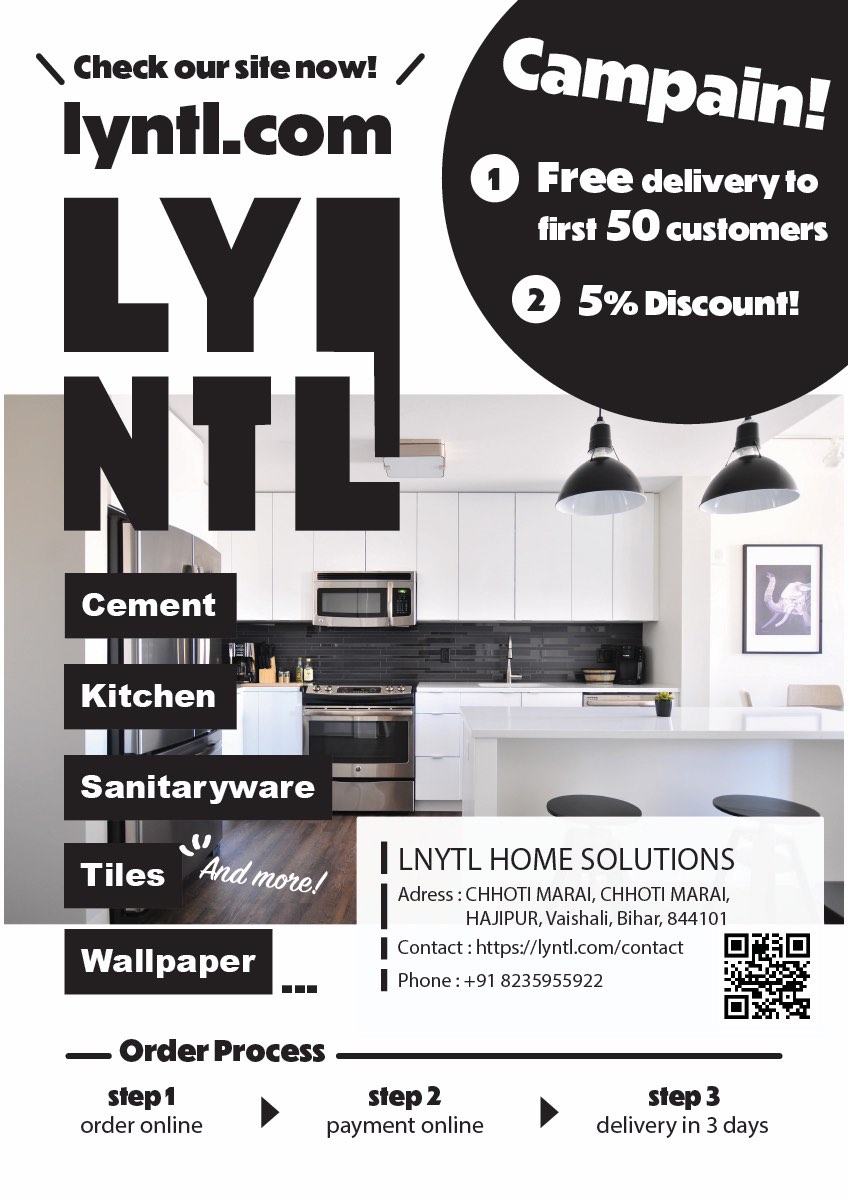 Check our site now!
lyntl.com
Campain!
1 Free delivery to
first 50 customers
2 5% Discount!
LY
NTL
Cement
Kitchen
Sanitaryware
Tiles
And more!
Wallpaper ...
LNYTL HOME SOLUTIONS
Adress : CHHOTI MARAI, CHHOTI MARAI,
HAJIPUR, Vaishali, Bihar, 844101
Contact : https://lyntl.com/contact
Phone : +91 8235955922
Order Process
step 1
order online
step 2
payment online
step 3
delivery in 3 days